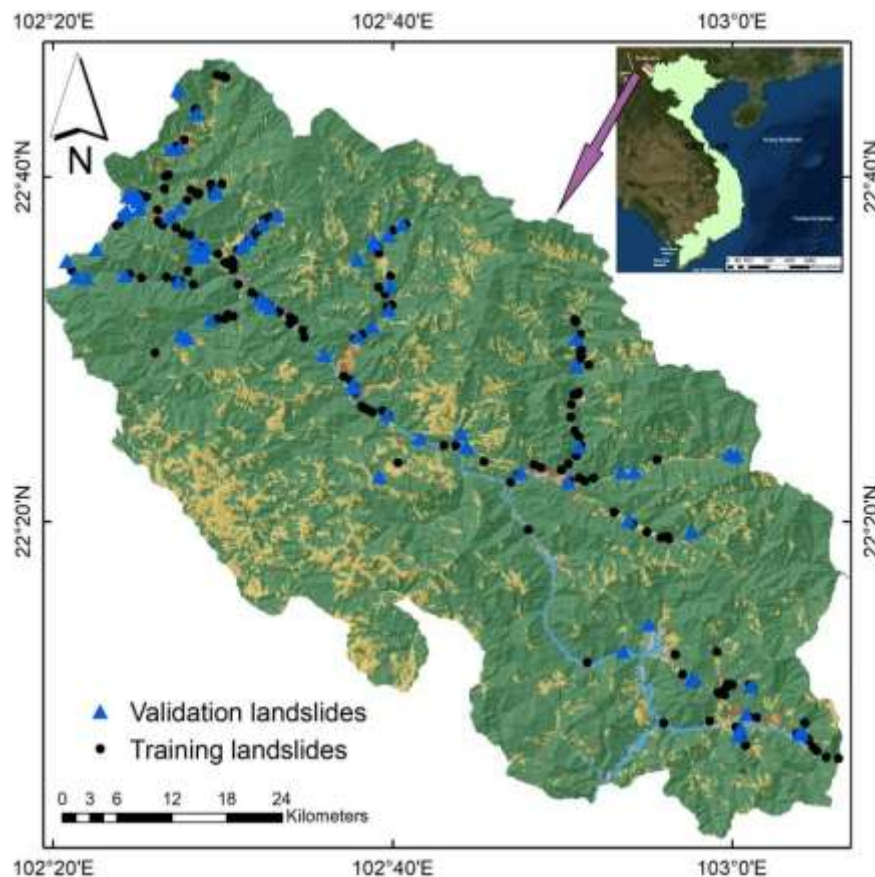 102°20'E
102°40'E
103°0'E
N
22°40'N
22°40'N
22°20'N
22°20'N
Validation landslides
Training landslides
0 3 6 12 18 24
Kilometers
102°20'E
102°40'E
103°0'E